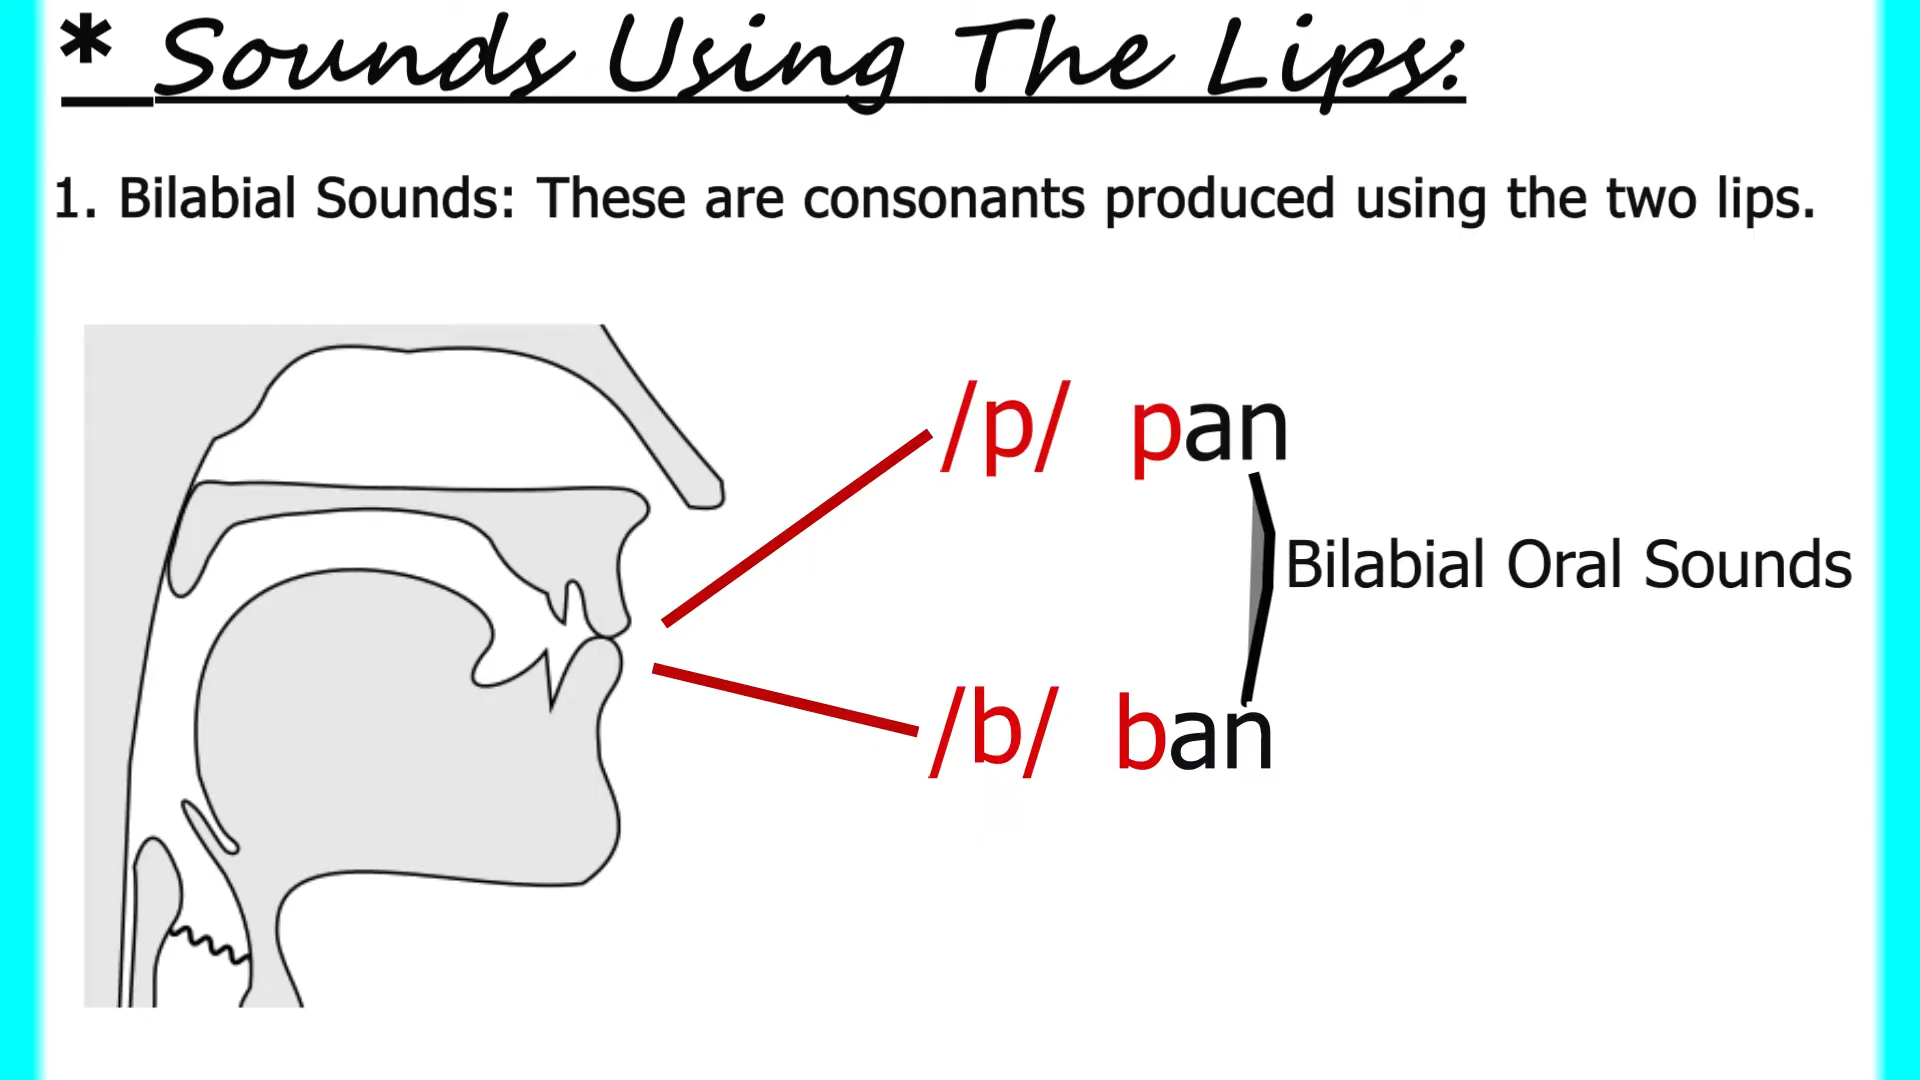 * Sounds Using The Lips:
1. Bilabial Sounds: These are consonants produced using the two lips.
/p/ pan
Bilabial Oral Sounds
/b/ ban